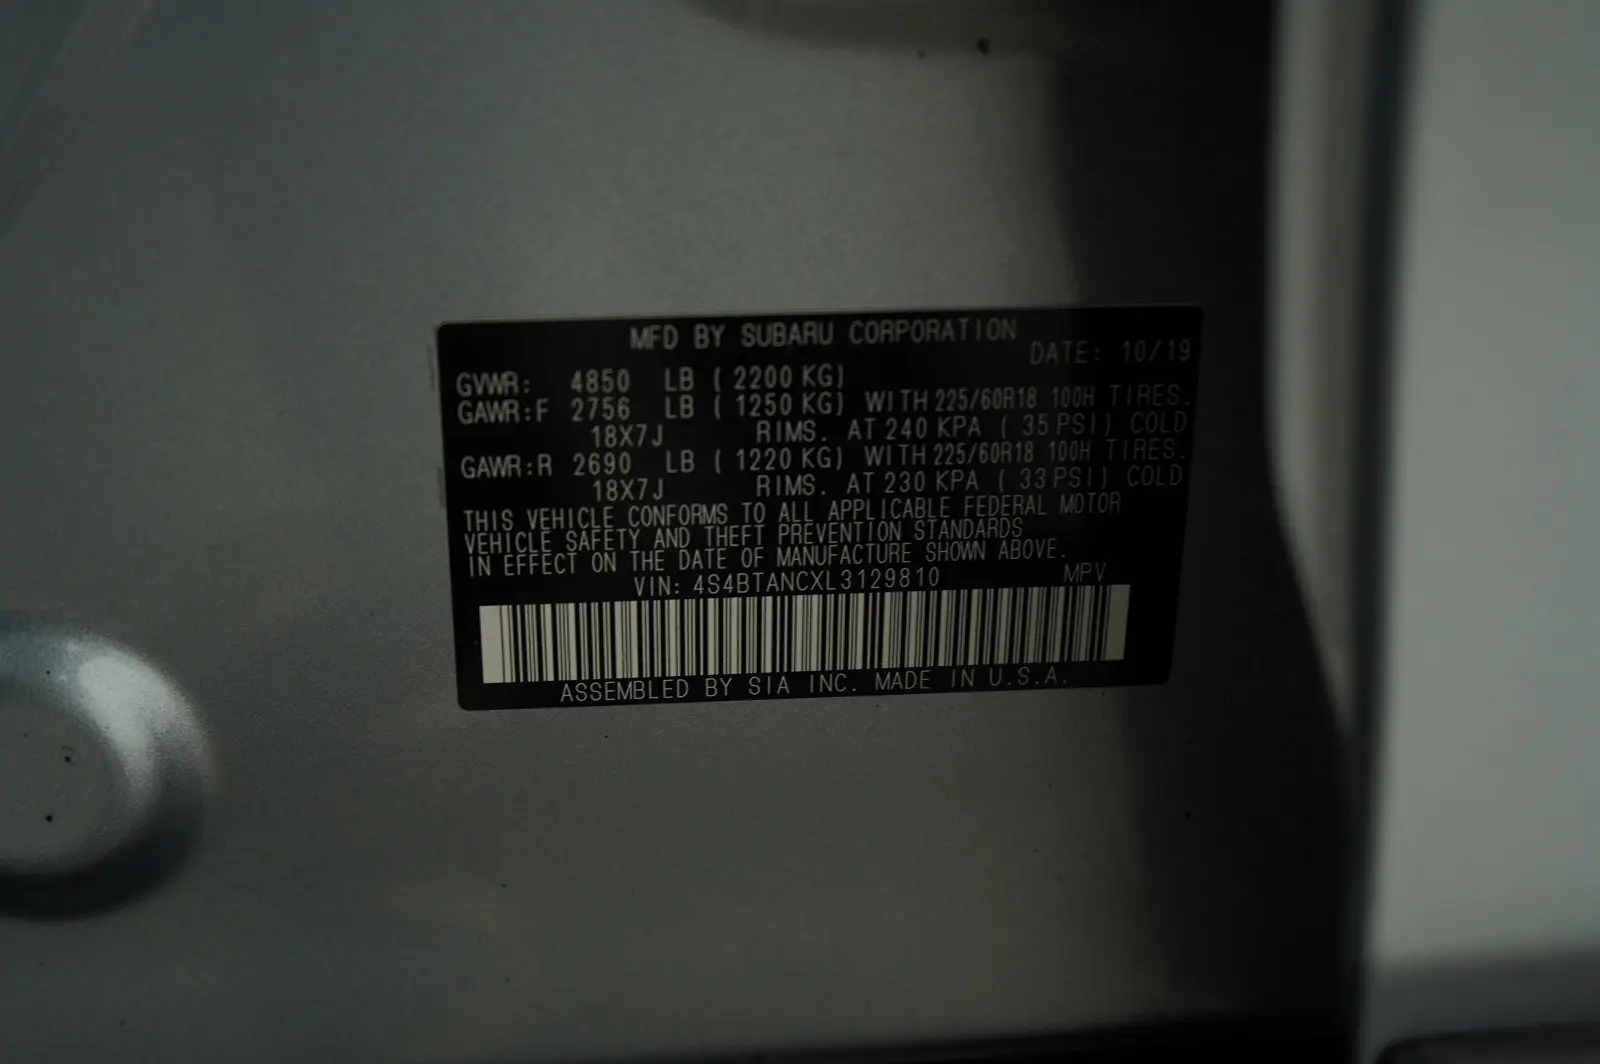 MFD BY SUBARU CORPORATION
DATE: 10/19
GVWR: 4850 LB ( 2200 KG)
GAWR:F 2756 LB ( 1250 KG) WITH 225/60R18 100H TIRES.
18X7J RIMS. AT 240 KPA ( 35 PSI) COLD
GAWR:R 2690 LB ( 1220 KG) WITH 225/60R18 100H TIRES.
18X7J RIMS. AT 230 KPA ( 33 PSI) COLD
THIS VEHICLE CONFORMS TO ALL APPLICABLE FEDERAL MOTOR
VEHICLE SAFETY AND THEFT PREVENTION STANDARDS
IN EFFECT ON THE DATE OF MANUFACTURE SHOWN ABOVE.
VIN: 4S4BTANCXL3129810 MPV
ASSEMBLED BY SIA INC. MADE IN U.S.A.